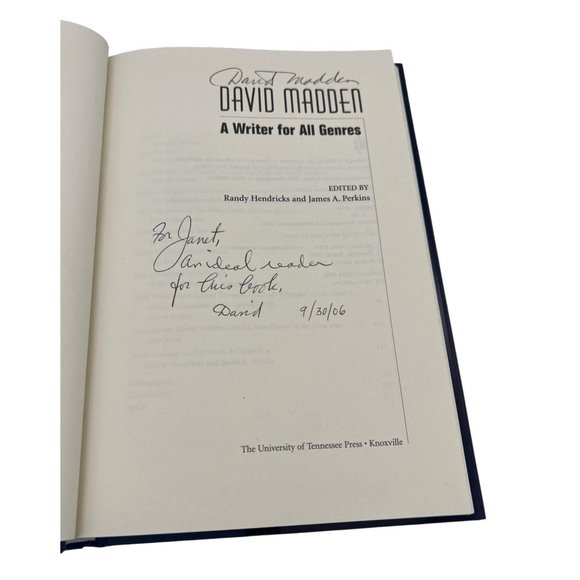 David Madden
DAVID MADDEN
A Writer for All Genres
EDITED BY
Randy Hendricks and James A. Perkins
For Janet,
An ideal reader
for this book,
David 9/30/06
The University of Tennessee Press • Knoxville